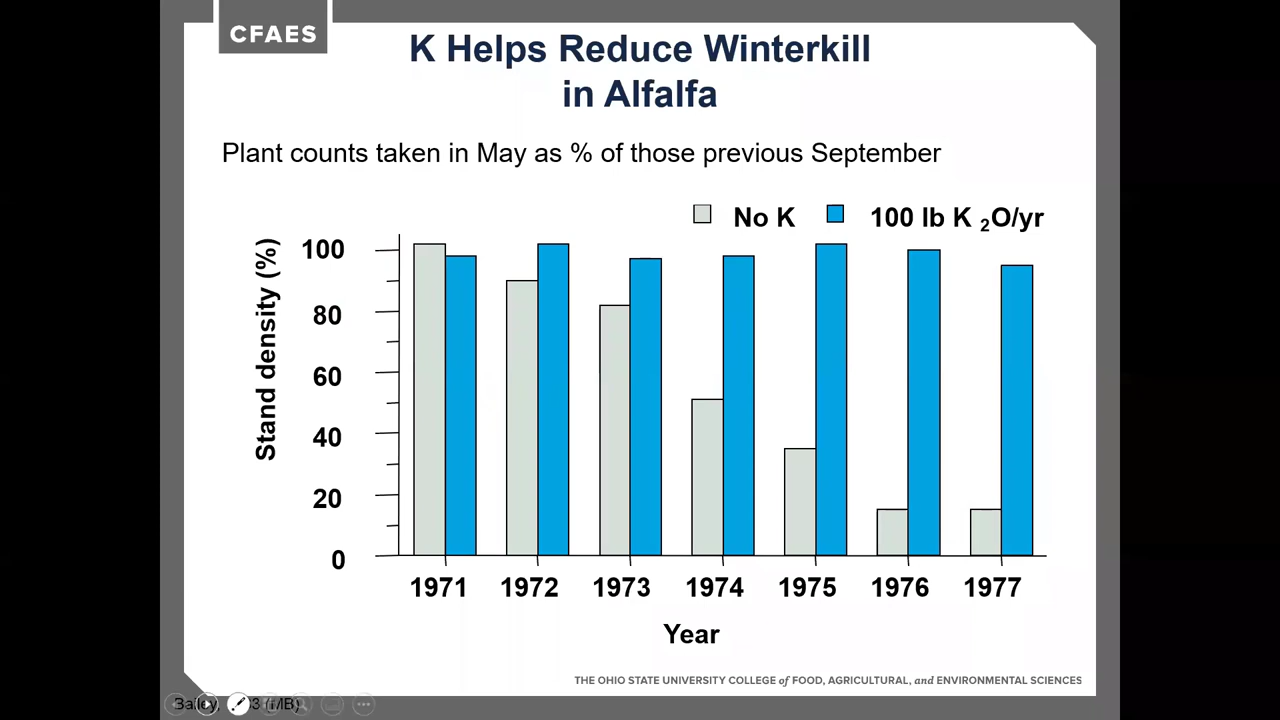 CFAES
K Helps Reduce Winterkill
in Alfalfa
Plant counts taken in May as % of those previous September
No K
100 lb K 2O/yr
Stand density (%)
100
80
60
40
20
0
1971 1972 1973 1974 1975 1976 1977
Year
THE OHIO STATE UNIVERSITY COLLEGE of FOOD, AGRICULTURAL, and ENVIRONMENTAL SCIENCES
Bailey, (MB)